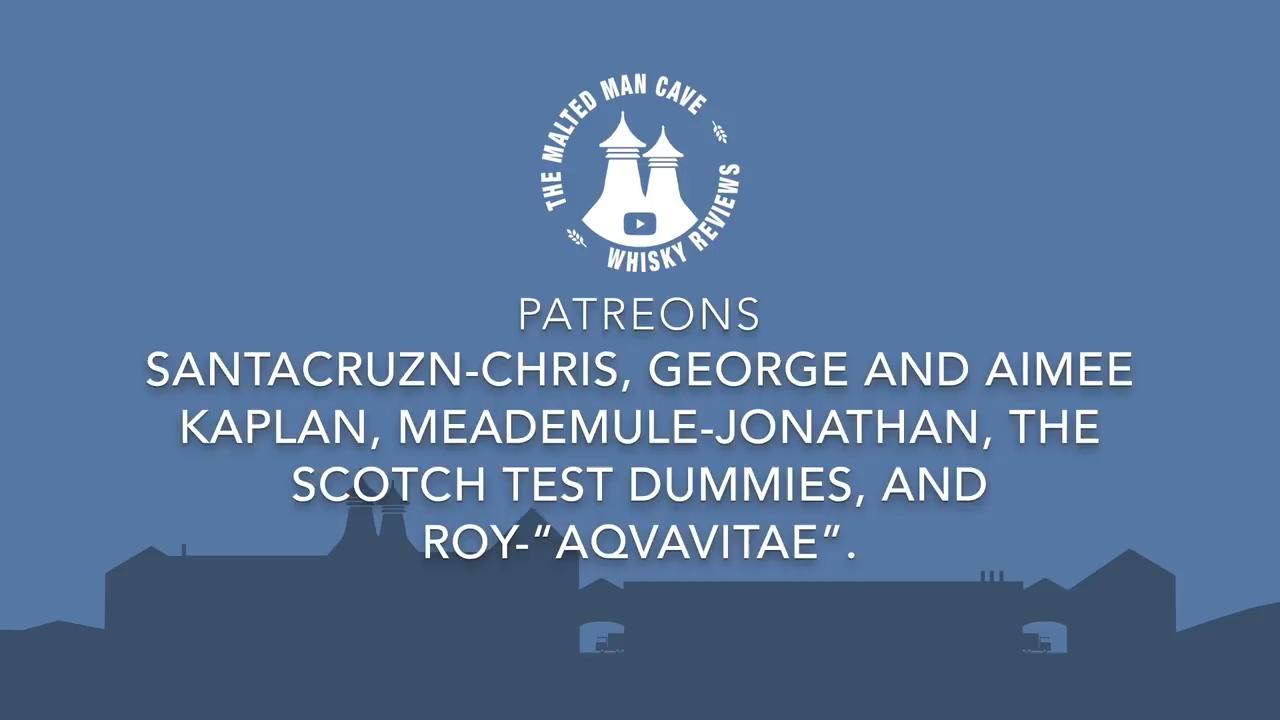 THE MALTED MAN CAVE
WHISKY REVIEWS
PATREONS
SANTACRUZN-CHRIS, GEORGE AND AIMEE
KAPLAN, MEADEMULE-JONATHAN, THE
SCOTCH TEST DUMMIES, AND
ROY-“AQVAVITAE”.